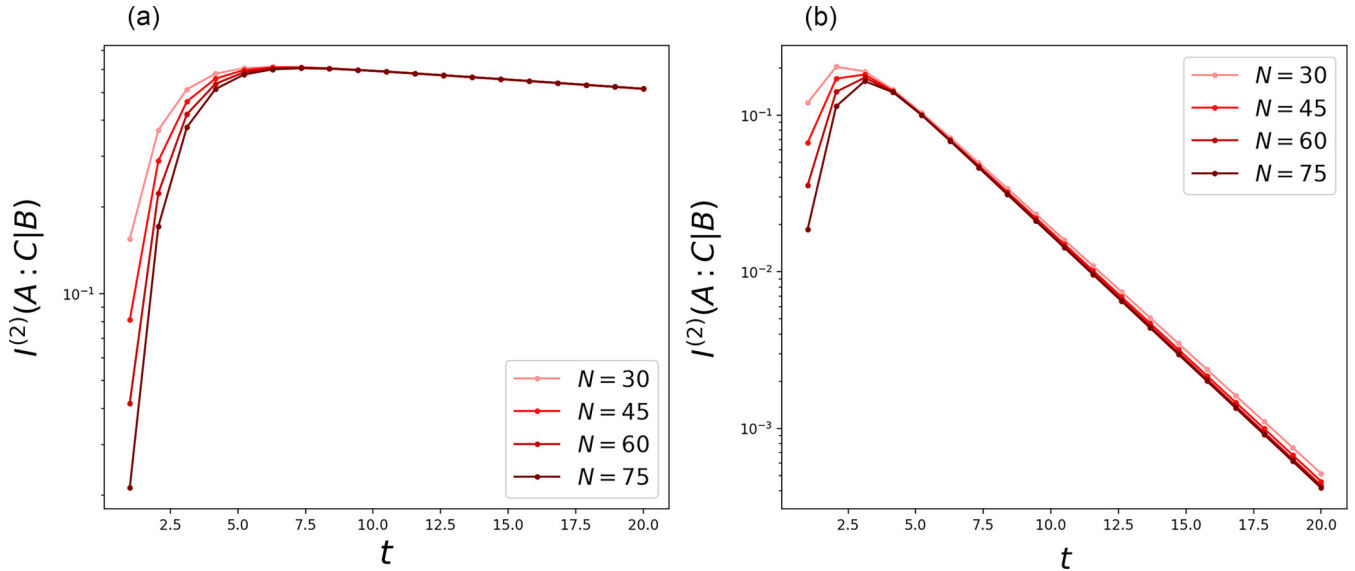 (a)
I^{(2)}(A : C|B)
10^{-1}
2.5 5.0 7.5 10.0 12.5 15.0 17.5 20.0
t
N = 30
N = 45
N = 60
N = 75
(b)
I^{(2)}(A : C|B)
10^{-1}
10^{-2}
10^{-3}
2.5 5.0 7.5 10.0 12.5 15.0 17.5 20.0
t
N = 30
N = 45
N = 60
N = 75